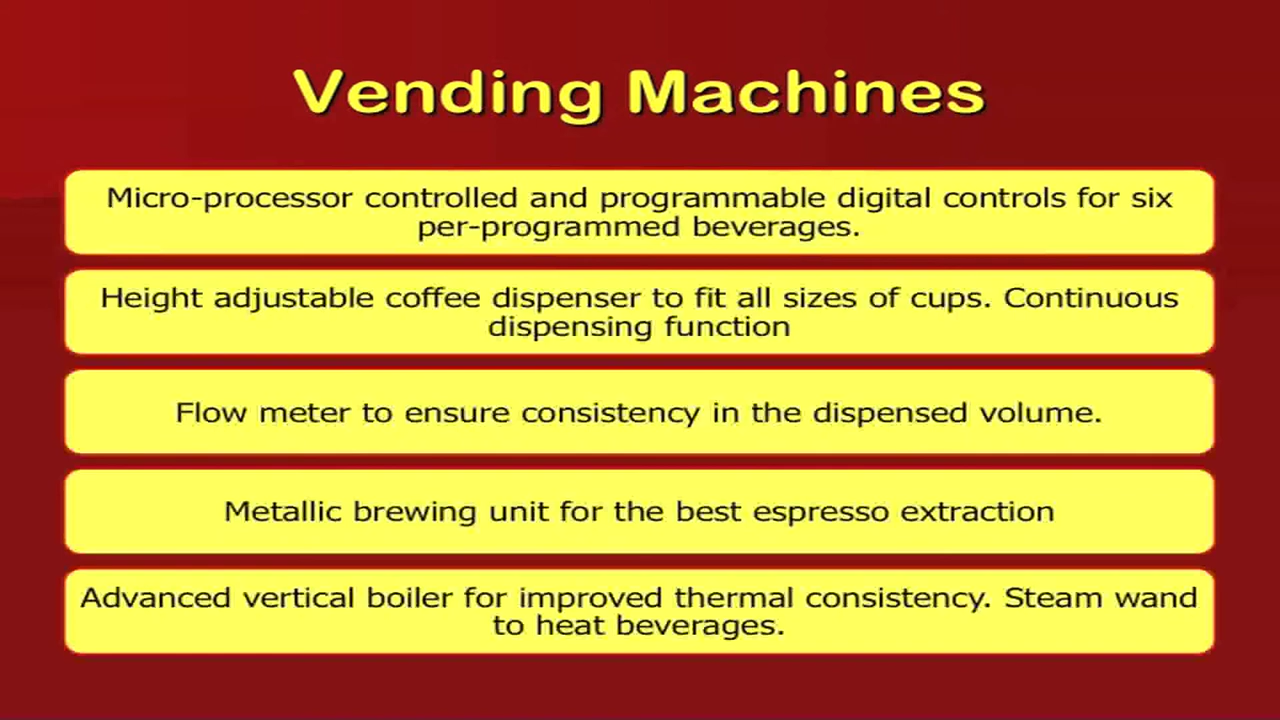 Vending Machines
Micro-processor controlled and programmable digital controls for six
per-programmed beverages.
Height adjustable coffee dispenser to fit all sizes of cups. Continuous
dispensing function
Flow meter to ensure consistency in the dispensed volume.
Metallic brewing unit for the best espresso extraction
Advanced vertical boiler for improved thermal consistency. Steam wand
to heat beverages.